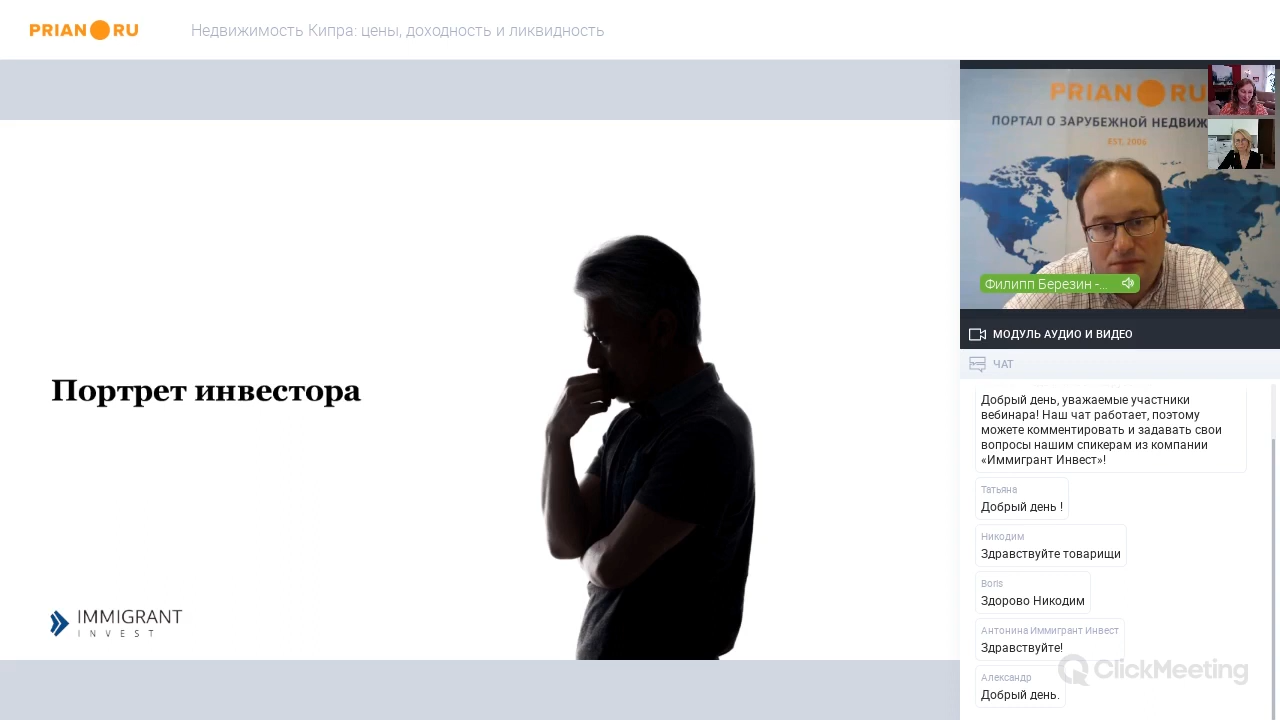 PRIAN RU
Недвижимость Кипра: цены, доходность и ликвидность
Портрет инвестора
IMMIGRANT
INVEST
PRIAN RU
ПОРТАЛ О ЗАРУБЕЖНОЙ
EST. 2006
Филипп Березин -...
МОДУЛЬ АУДИО И ВИДЕО
ЧАТ
Добрый день, уважаемые участники
вебинара! Наш чат работает, поэтому
можете комментировать и задавать свои
вопросы нашим спикерам из компании
«Иммигрант Инвест»!
Татьяна
Добрый день !
Никодим
Здравствуйте товарищи
Boris
Здорово Никодим
Антонина Иммигрант Инвест
Здравствуйте!
Александр
Добрый день.
ClickMeeting